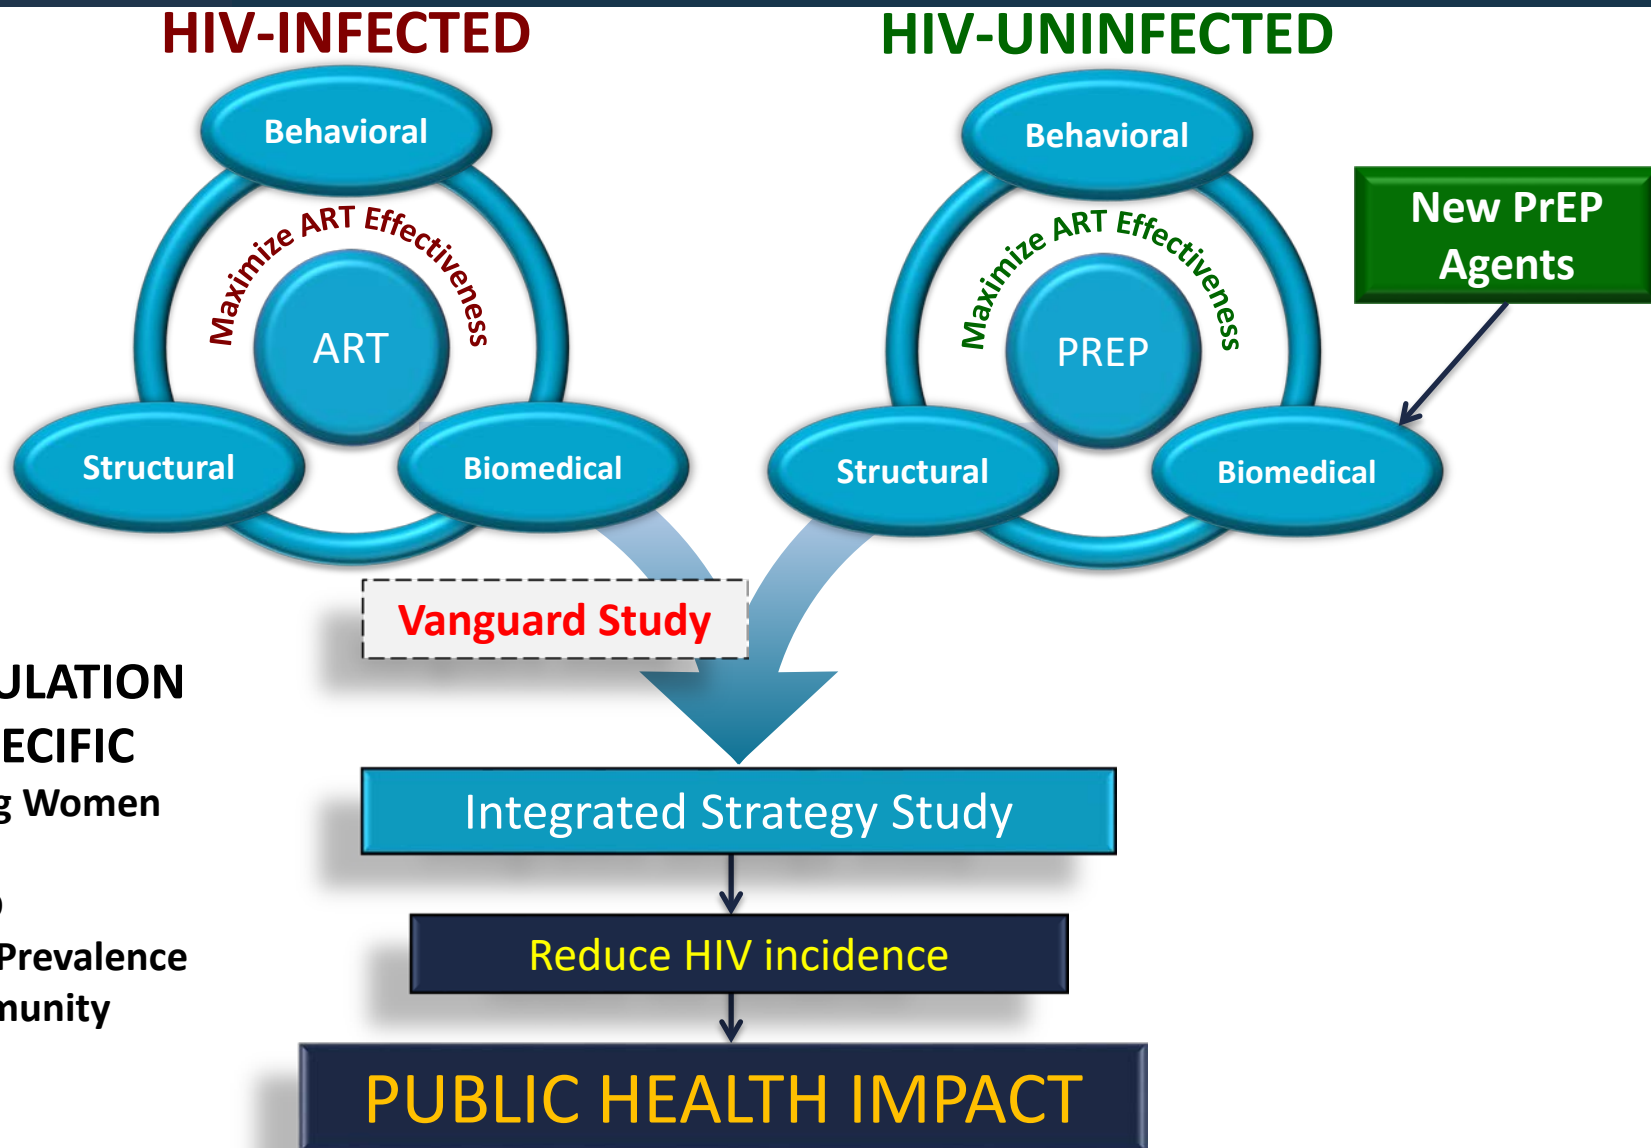 HIV-INFECTED
HIV-UNINFECTED
Behavioral
Maximize ART Effectiveness
ART
Structural
Biomedical
Behavioral
Maximize ART Effectiveness
PREP
Structural
Biomedical
New PrEP
Agents
Vanguard Study
ULATION
ECIFIC
g Women
Prevalence
munity
Integrated Strategy Study
Reduce HIV incidence
PUBLIC HEALTH IMPACT